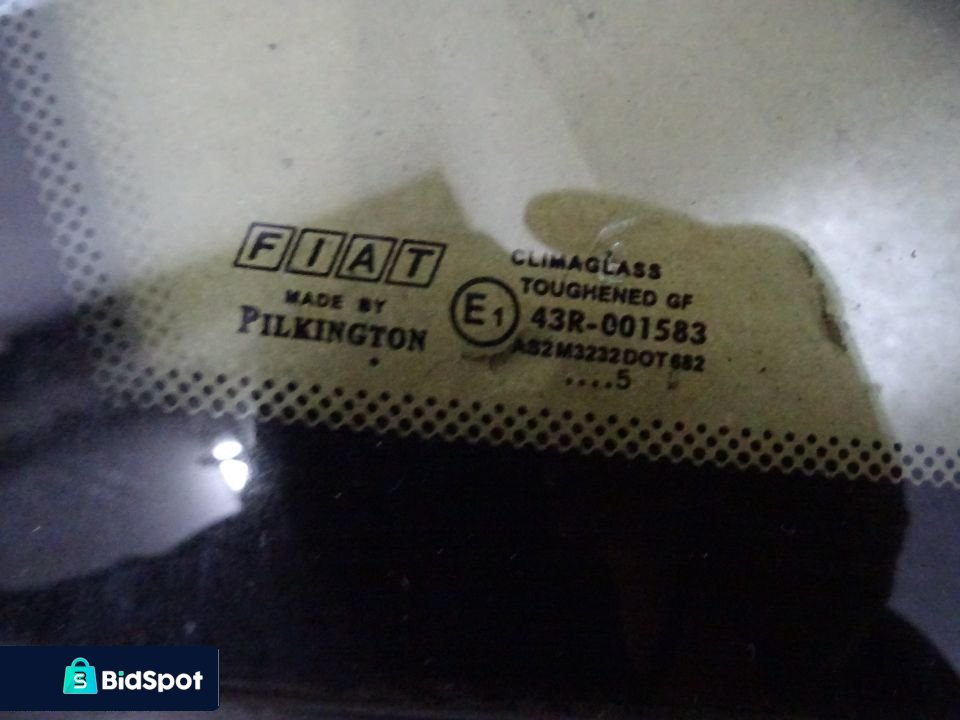 FIAT
MADE BY
PILKINGTON
E1
CLIMAGLASS
TOUGHENED GF
43R-001583
AS2M3232DOT682
....5
BidSpot